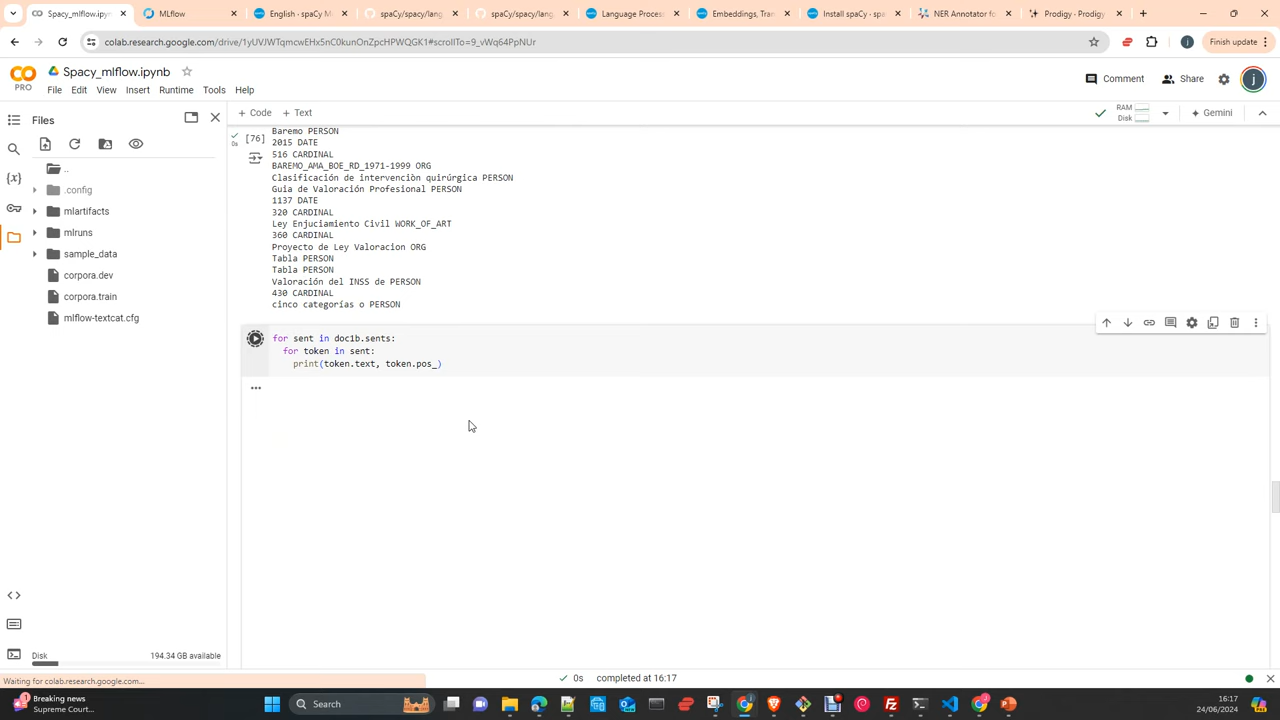 Spacy_mlflow.ipynb
MLflow
English · spaCy M
spaCy/spacy/lang
spaCy/spacy/lang
Language Process
Embeddings, Tra
Install spaCy · spa
NER Annotator fo
Prodigy · Prodigy
colab.research.google.com/drive/1yUVJWTqmcwEHx5nC0kunOnZpcHPWQGK1#scrollTo=9_vWq64PpNUr
j
Finish update
PRO
Spacy_mlflow.ipynb
File Edit View Insert Runtime Tools Help
Comment
Share
j
Files
+ Code + Text
RAM
Disk
Gemini
..
.config
mlartifacts
mlruns
sample_data
corpora.dev
corpora.train
mlflow-textcat.cfg
{x}
0s
[76]
Baremo PERSON
2015 DATE
516 CARDINAL
BAREMO_AMA_BOE_RD_1971-1999 ORG
Clasificación de intervenciòn quirúrgica PERSON
Guia de Valoración Profesional PERSON
1137 DATE
320 CARDINAL
Ley Enjuciamiento Civil WORK_OF_ART
360 CARDINAL
Proyecto de Ley Valoracion ORG
Tabla PERSON
Tabla PERSON
Valoración del INSS de PERSON
430 CARDINAL
cinco categorías o PERSON
for sent in doc1b.sents:
for token in sent:
print(token.text, token.pos_)
Disk 194.34 GB available
Waiting for colab.research.google.com...
0s completed at 16:17
1
Breaking news
Supreme Court...
Search
16:17
24/06/2024